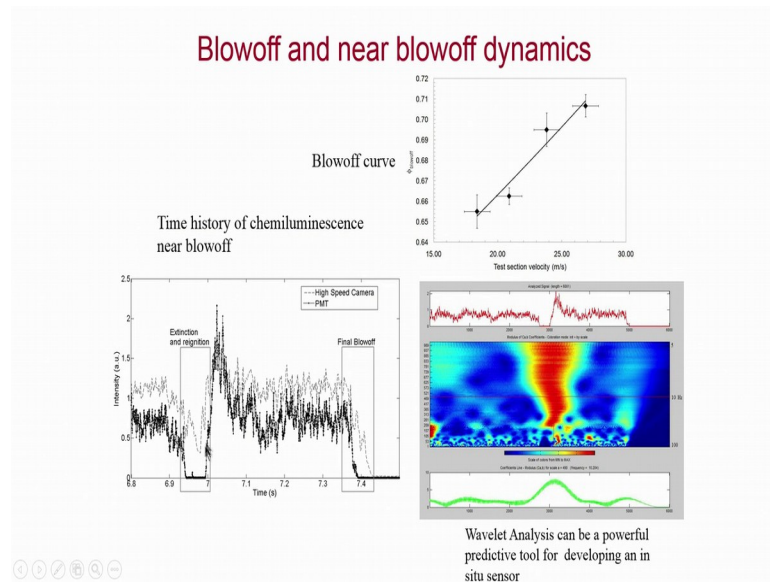 Blowoff and near blowoff dynamics
0.72
0.71
0.70
0.69
0.68
0.67
0.66
0.65
0.64
15.00 20.00 25.00 30.00
Test section velocity (m/s)
Φblowoff
Blowoff curve
Time history of chemiluminescence
near blowoff
2.5
2
1.5
1
0.5
0
Intensity (a.u.)
High Speed Camera
PMT
Extinction
and reignition
Final Blowoff
6.8 6.9 7 7.1 7.2 7.3 7.4
Time (s)
10 Hz
100
Wavelet Analysis can be a powerful
predictive tool for developing an in
situ sensor